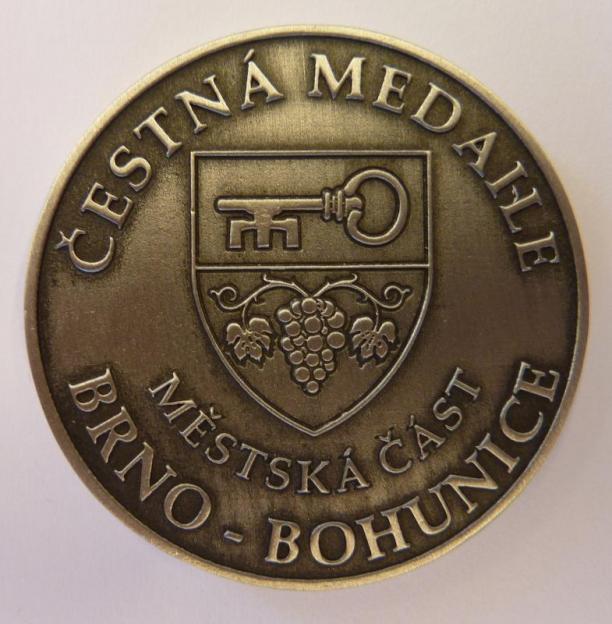 ČESTNÁ MEDAILE
MĚSTSKÁ ČÁST
BRNO - BOHUNICE